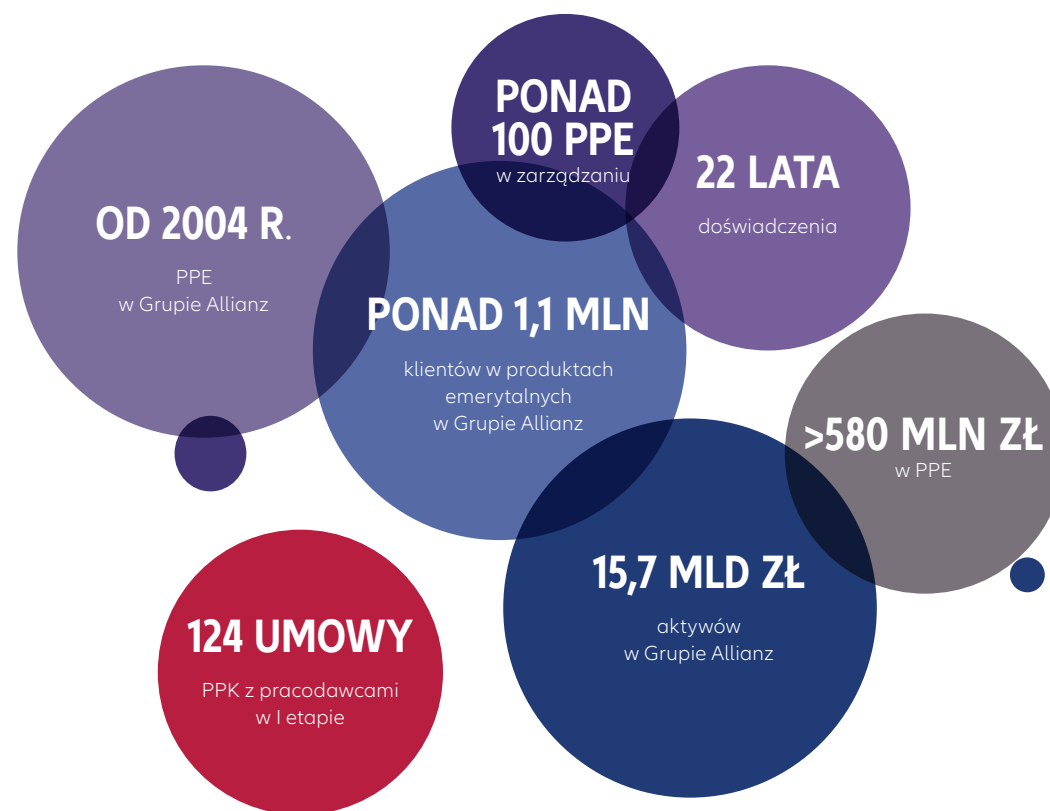 PONAD
100 PPE
w zarządzaniu
22 LATA
doświadczenia
OD 2004 R.
PPE
w Grupie Allianz
PONAD 1,1 MLN
klientów w produktach
emerytalnych
w Grupie Allianz
>580 MLN ZŁ
w PPE
15,7 MLD ZŁ
aktywów
w Grupie Allianz
124 UMOWY
PPK z pracodawcami
w I etapie